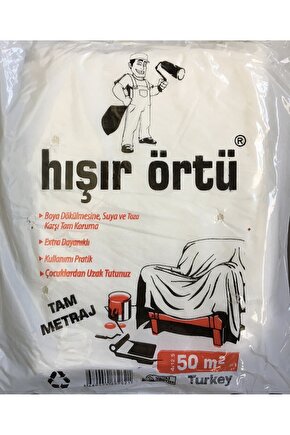 hışır örtü ®
Boya Dökülmesine, Suya ve Toza
Karşı Tam Koruma
Extra Dayanıklı
Kullanımı Pratik
Çocuklardan Uzak Tutunuz
TAM
METRAJ
50 m²
Turkey